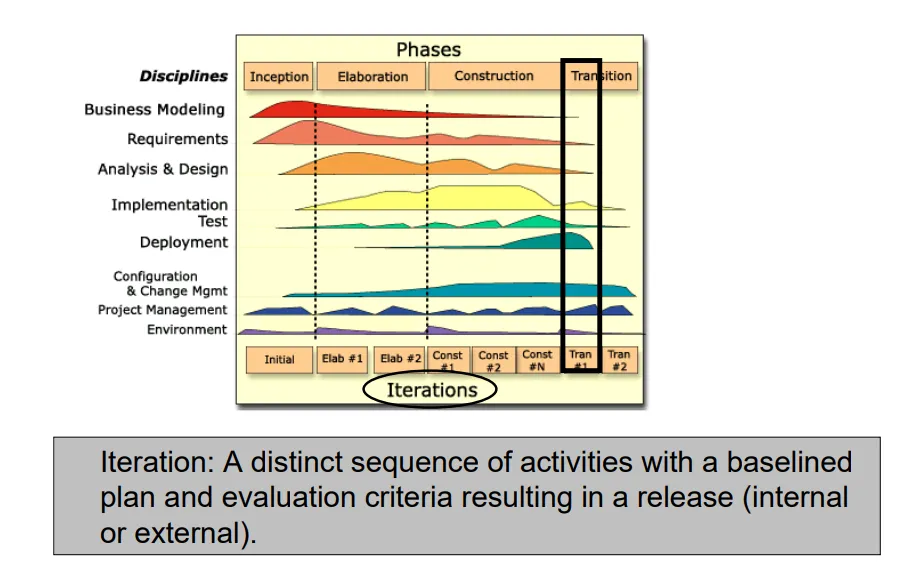 Phases
Disciplines Inception Elaboration Construction Transition
Business Modeling
Requirements
Analysis & Design
Implementation
Test
Deployment
Configuration
& Change Mgmt
Project Management
Environment
Initial Elab #1 Elab #2 Const #1 Const #2 Const #N Tran #1 Tran #2
Iterations
Iteration: A distinct sequence of activities with a baselined
plan and evaluation criteria resulting in a release (internal
or external).